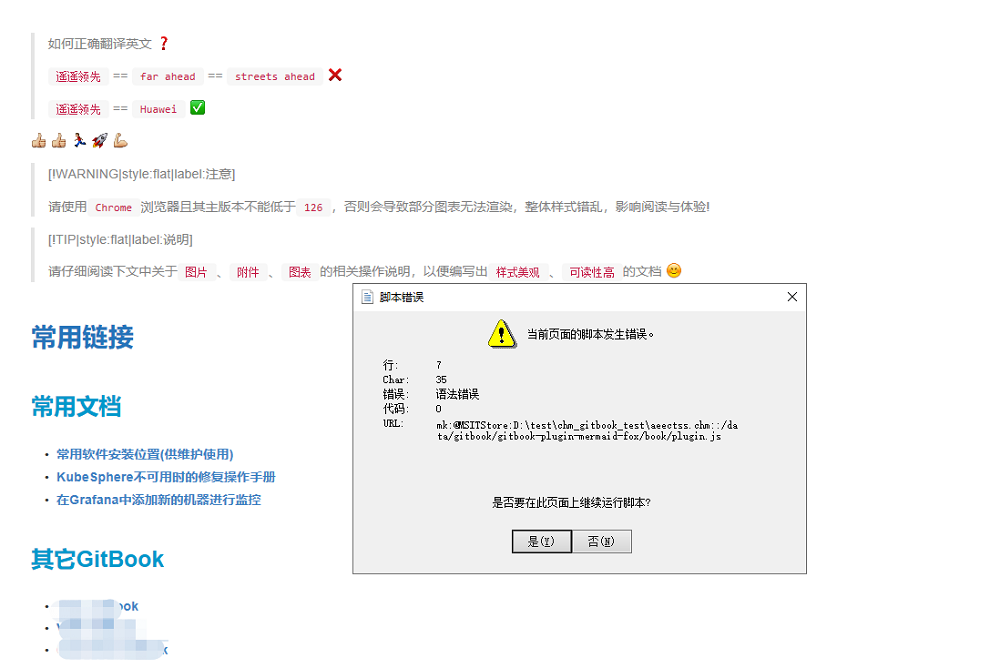 如何正确翻译英文 ❓
遥遥领先 == far ahead == streets ahead ❌
遥遥领先 == Huawei ✅
[!WARNING|style:flat|label:注意]
请使用 Chrome 浏览器且其主版本不能低于 126 ，否则会导致部分图表无法渲染，整体样式错乱，影响阅读与体验!
[!TIP|style:flat|label:说明]
请仔细阅读下文中关于 图片 、 附件 、 图表 的相关操作说明，以便编写出 样式美观 、 可读性高 的文档 😊
脚本错误
当前页面的脚本发生错误。
行: 7
Char: 35
错误: 语法错误
代码: 0
URL: mk:@MSITStore:D:\test\chm_gitbook_test\aeectss.chm::/da
ta/gitbook/gitbook-plugin-mermaid-fox/book/plugin.js
是否要在此页面上继续运行脚本?
是(Y) 否(N)
常用链接
常用文档
常用软件安装位置(供维护使用)
KubeSphere不可用时的修复操作手册
在Grafana中添加新的机器进行监控
其它GitBook